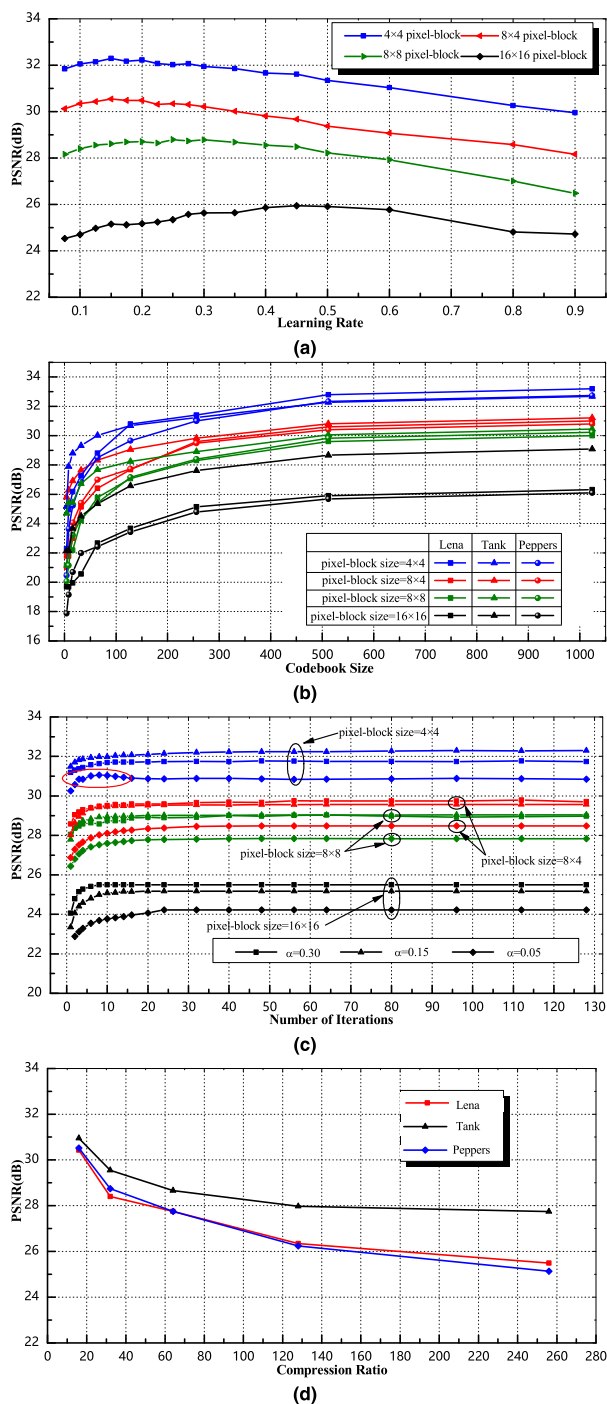 34
32
30
28
26
24
22
PSNR(dB)
4×4 pixel-block
8×4 pixel-block
8×8 pixel-block
16×16 pixel-block
0.1 0.2 0.3 0.4 0.5 0.6 0.7 0.8 0.9
Learning Rate
(a)
34
32
30
28
26
24
22
20
18
16
PSNR(dB)
Lena Tank Peppers
pixel-block size=4×4
pixel-block size=8×4
pixel-block size=8×8
pixel-block size=16×16
0 100 200 300 400 500 600 700 800 900 1000
Codebook Size
(b)
34
32
30
28
26
24
22
20
PSNR(dB)
pixel-block size=4×4
pixel-block size=8×8
pixel-block size=8×4
pixel-block size=16×16
α=0.30 α=0.15 α=0.05
0 10 20 30 40 50 60 70 80 90 100 110 120 130
Number of Iterations
(c)
34
32
30
28
26
24
22
PSNR(dB)
Lena
Tank
Peppers
0 20 40 60 80 100 120 140 160 180 200 220 240 260 280
Compression Ratio
(d)